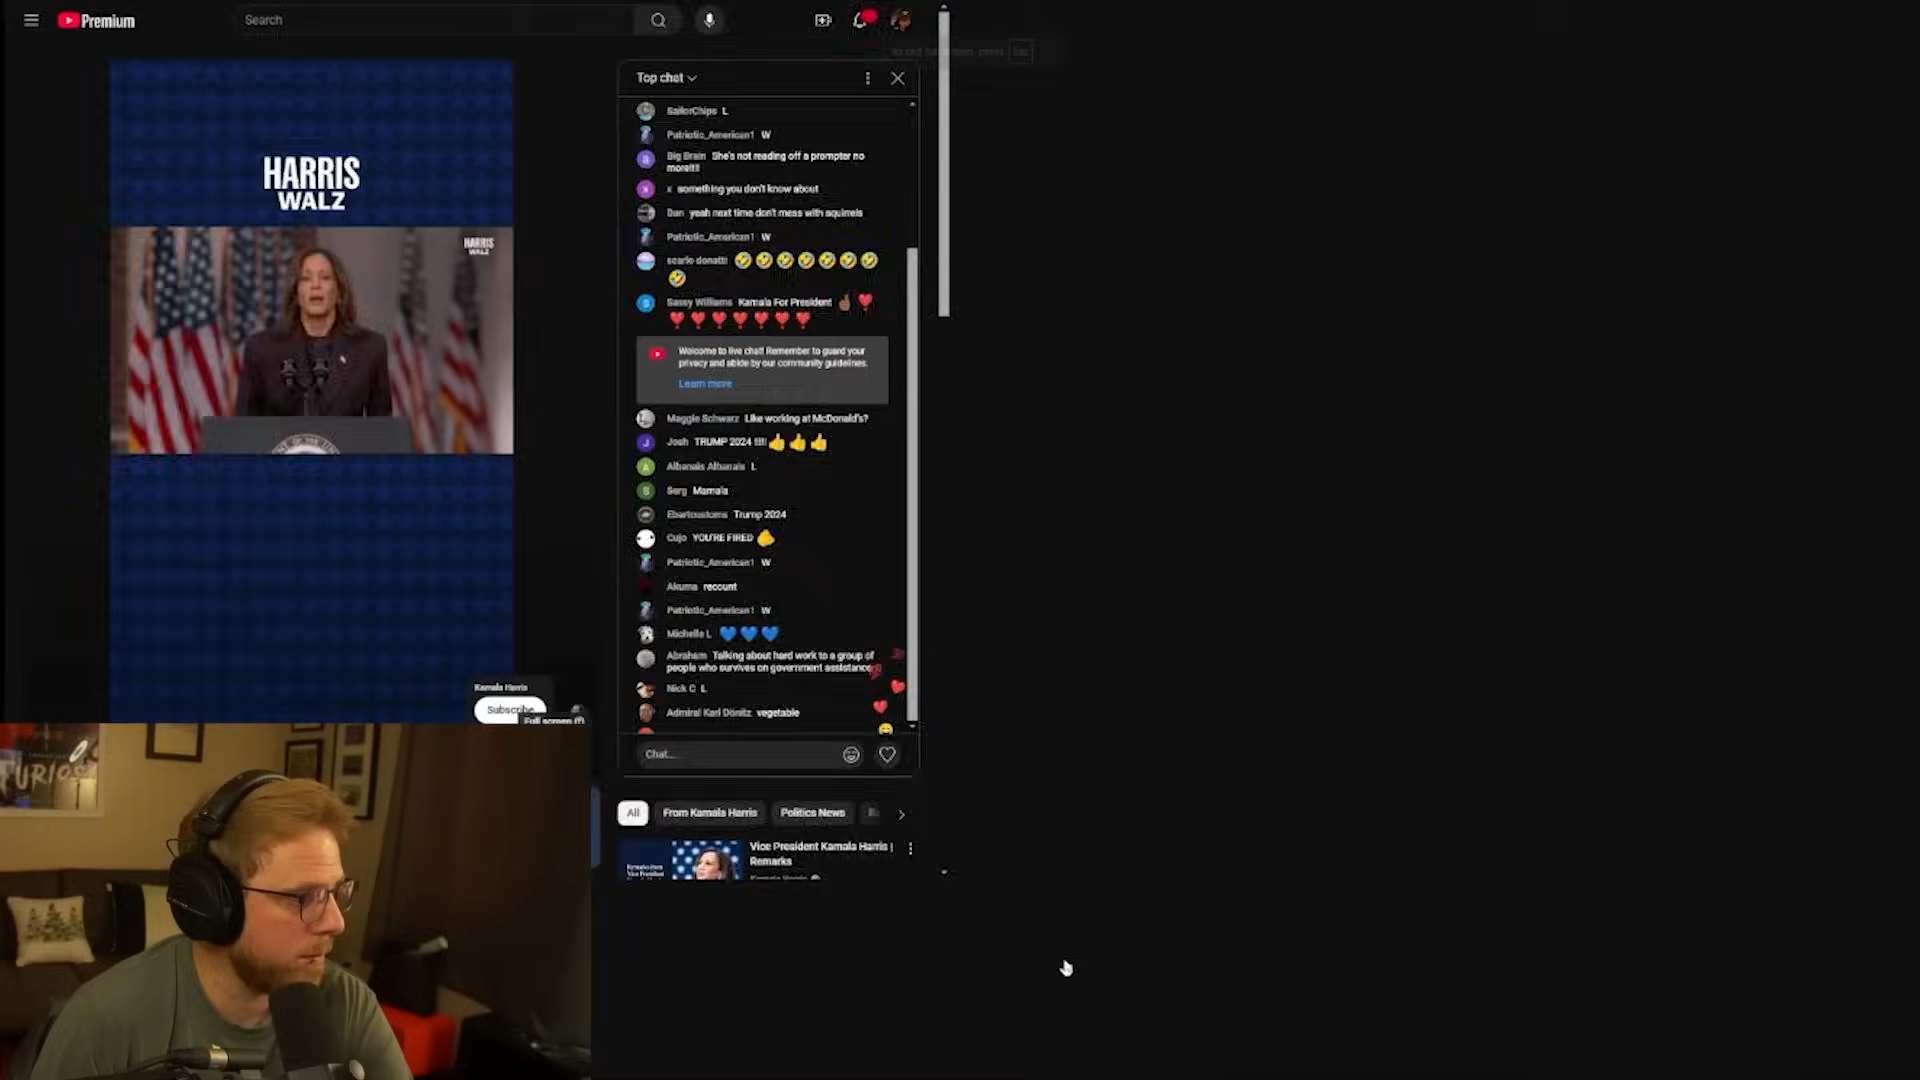 Premium
Search
HARRIS
WALZ
HARRIS
WALZ
Kamala Harris
Subscribe
Full screen (f)
Top chat
SailorChips L
Patriotic_American1 W
Big Brain She's not reading off a prompter no
more!!!
x something you don't know about
Dan yeah next time don't mess with squirrels
Patriotic_American1 W
scarlo donatti 🤣🤣🤣🤣🤣🤣🤣
🤣
Sassy Williams Kamala For President
Welcome to live chat! Remember to guard your
privacy and abide by our community guidelines.
Learn more
Maggie Schwarz Like working at McDonald's?
Josh TRUMP 2024 !!!! 👍👍👍
Albanais Albanais L
Serg Mamala
Ebartcustoms Trump 2024
Cujo YOU'RE FIRED
Patriotic_American1 W
Akuma recount
Patriotic_American1 W
Michelle L 💙💙💙
Abraham Talking about hard work to a group of
people who survives on government assistance
Nick C L
Admiral Karl Dönitz vegetable
Chat...
All
From Kamala Harris
Politics News
Vice President Kamala Harris |
Remarks
Kamala Harris